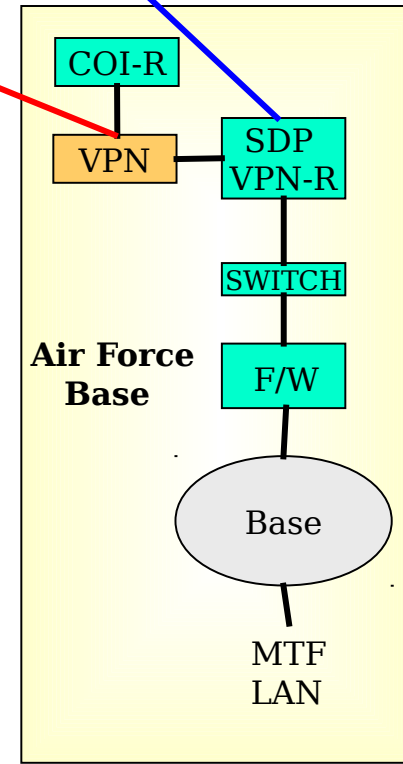 COI-R
VPN
SDP
VPN-R
SWITCH
Air Force
Base
F/W
Base
MTF
LAN